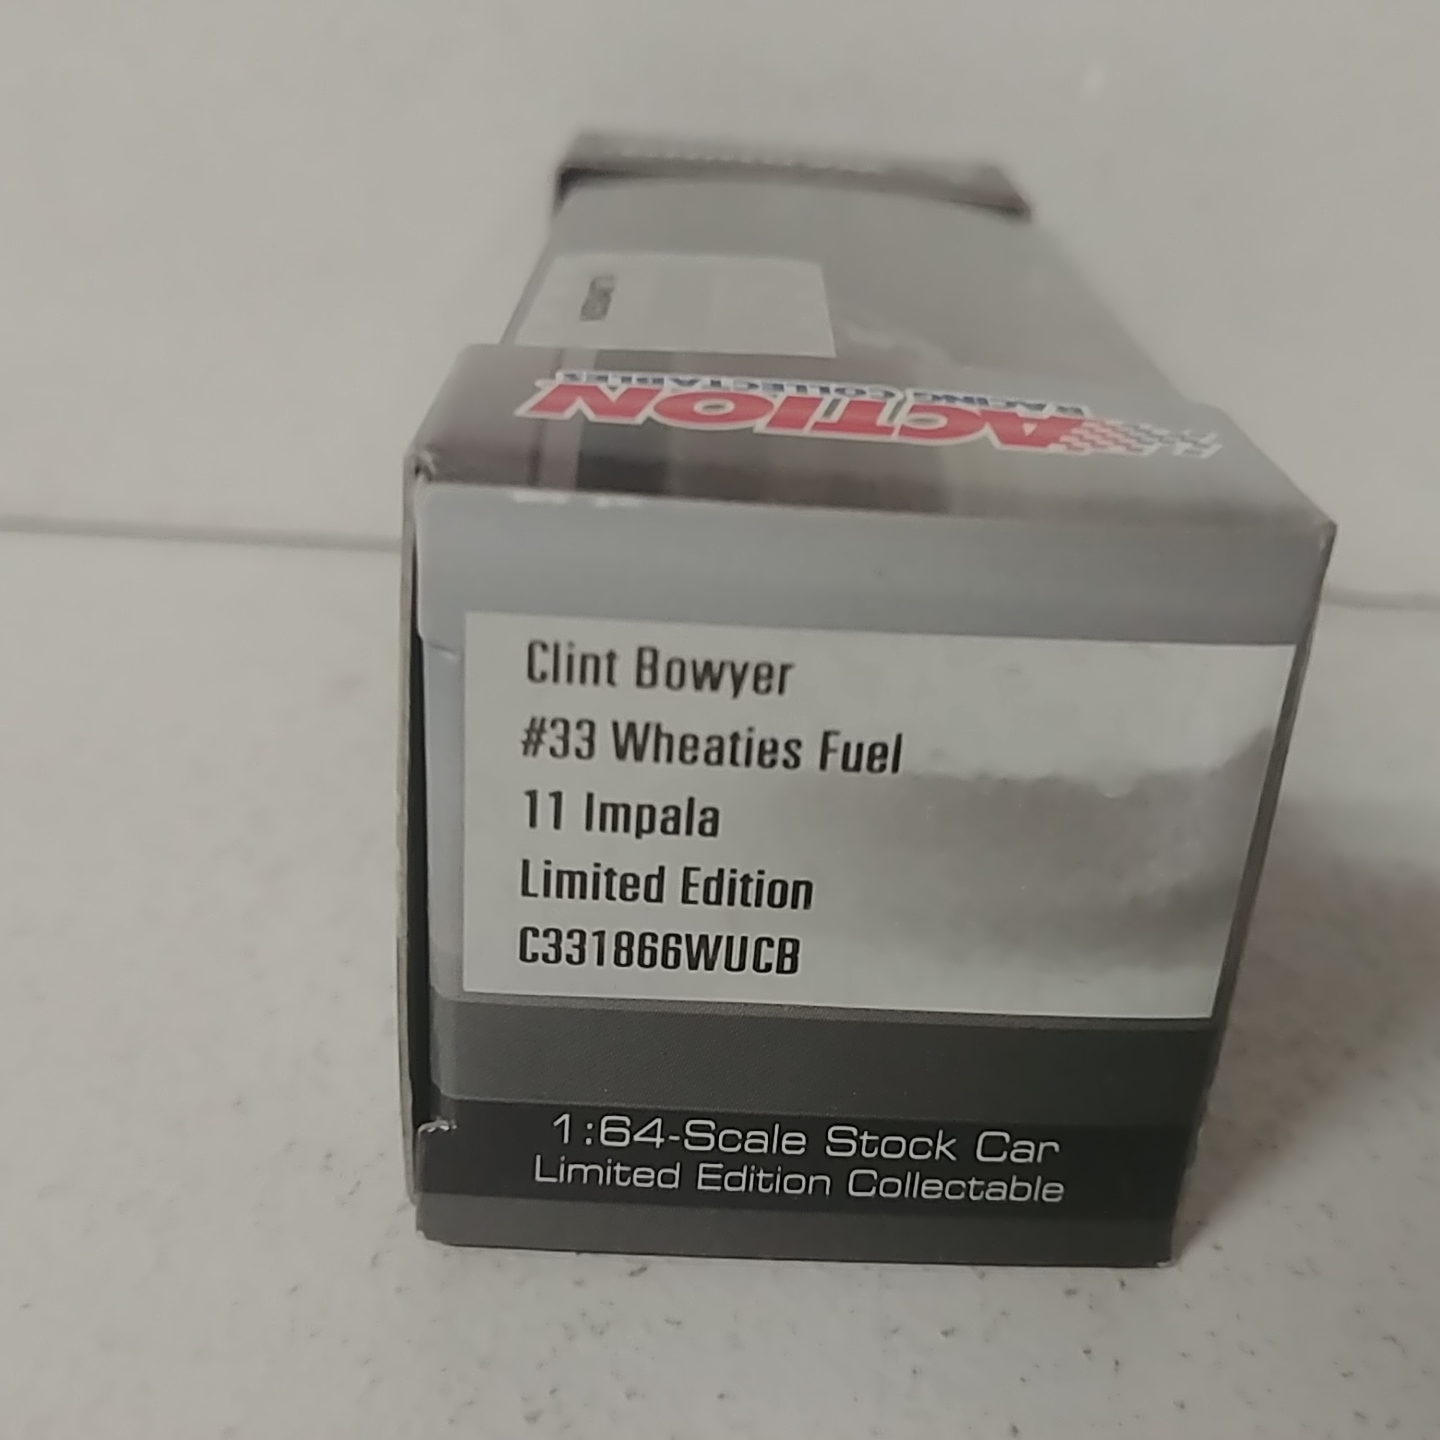 ACTION
RACING COLLECTABLES
Clint Bowyer
#33 Wheaties Fuel
11 Impala
Limited Edition
C331866WUCB
1:64-Scale Stock Car
Limited Edition Collectable